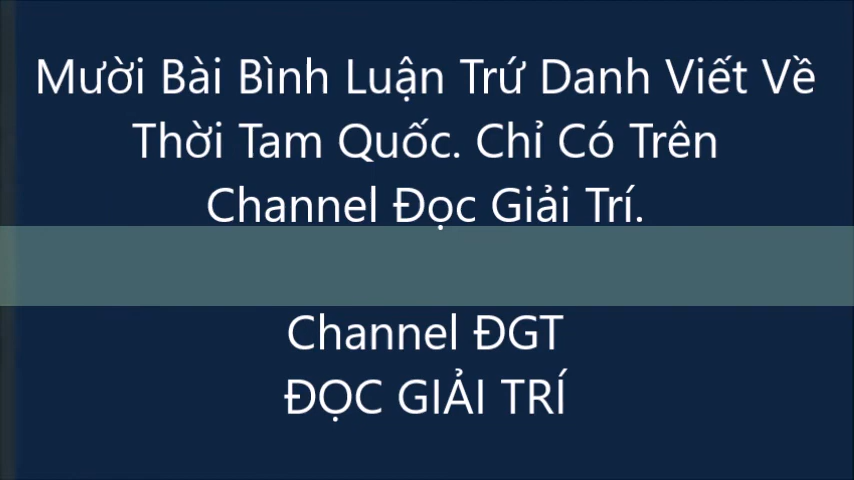 Mười Bài Bình Luận Trứ Danh Viết Về
Thời Tam Quốc. Chỉ Có Trên
Channel Đọc Giải Trí.
Channel ĐGT
ĐỌC GIẢI TRÍ